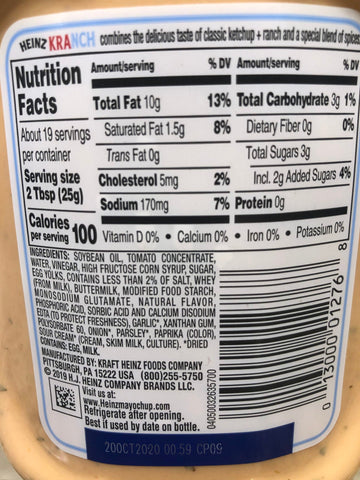 HEINZ KRANCH combines the delicious taste of classic ketchup + ranch and a special blend of spices
Nutrition Facts
About 19 servings per container
Serving size
2 Tbsp (25g)
Calories per serving 100
Amount/serving % DV
Total Fat 10g 13%
Saturated Fat 1.5g 8%
Trans Fat 0g
Cholesterol 5mg 2%
Sodium 170mg 7%
Amount/serving % DV
Total Carbohydrate 3g 1%
Dietary Fiber 0g 0%
Total Sugars 3g
Incl. 2g Added Sugars 4%
Protein 0g
Vitamin D 0% • Calcium 0% • Iron 0% • Potassium 0%
INGREDIENTS: SOYBEAN OIL, TOMATO CONCENTRATE,
WATER, VINEGAR, HIGH FRUCTOSE CORN SYRUP, SUGAR,
EGG YOLKS, CONTAINS LESS THAN 2% OF SALT, WHEY
(FROM MILK), BUTTERMILK, MODIFIED FOOD STARCH,
MONOSODIUM GLUTAMATE, NATURAL FLAVOR,
PHOSPHORIC ACID, SORBIC ACID AND CALCIUM DISODIUM
EDTA (TO PROTECT FRESHNESS), GARLIC*, XANTHAN GUM,
POLYSORBATE 60, ONION*, PARSLEY*, PAPRIKA (COLOR),
SOUR CREAM* (CREAM, SKIM MILK, CULTURE). *DRIED
CONTAINS: EGG, MILK.
MANUFACTURED BY: KRAFT HEINZ FOODS COMPANY
PITTSBURGH, PA 15222 USA (800)255-5750
© 2019 H.J. HEINZ COMPANY BRANDS LLC.
Visit us at:
www.Heinzmayochup.com
Refrigerate after opening.
Best if used by date on bottle.
04050032635700
0 13000 01276 8
20OCT2020 00:59 CP09